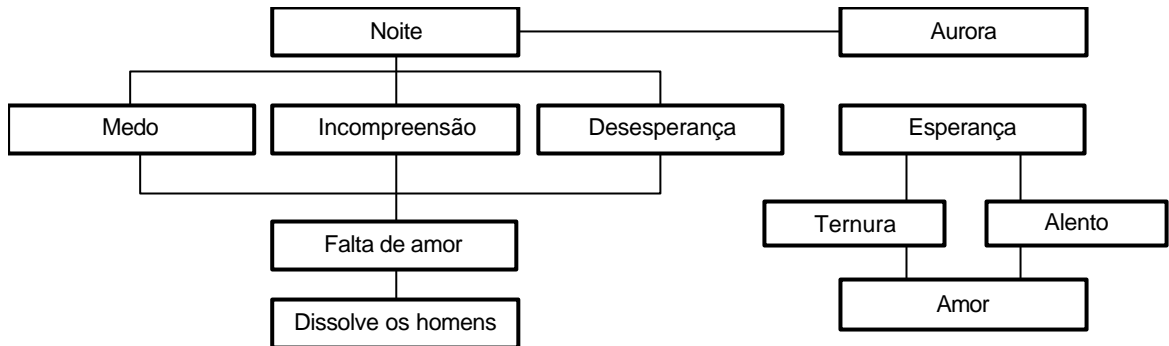 Noite
Aurora
Medo
Incompreensão
Desesperança
Esperança
Ternura
Alento
Falta de amor
Amor
Dissolve os homens